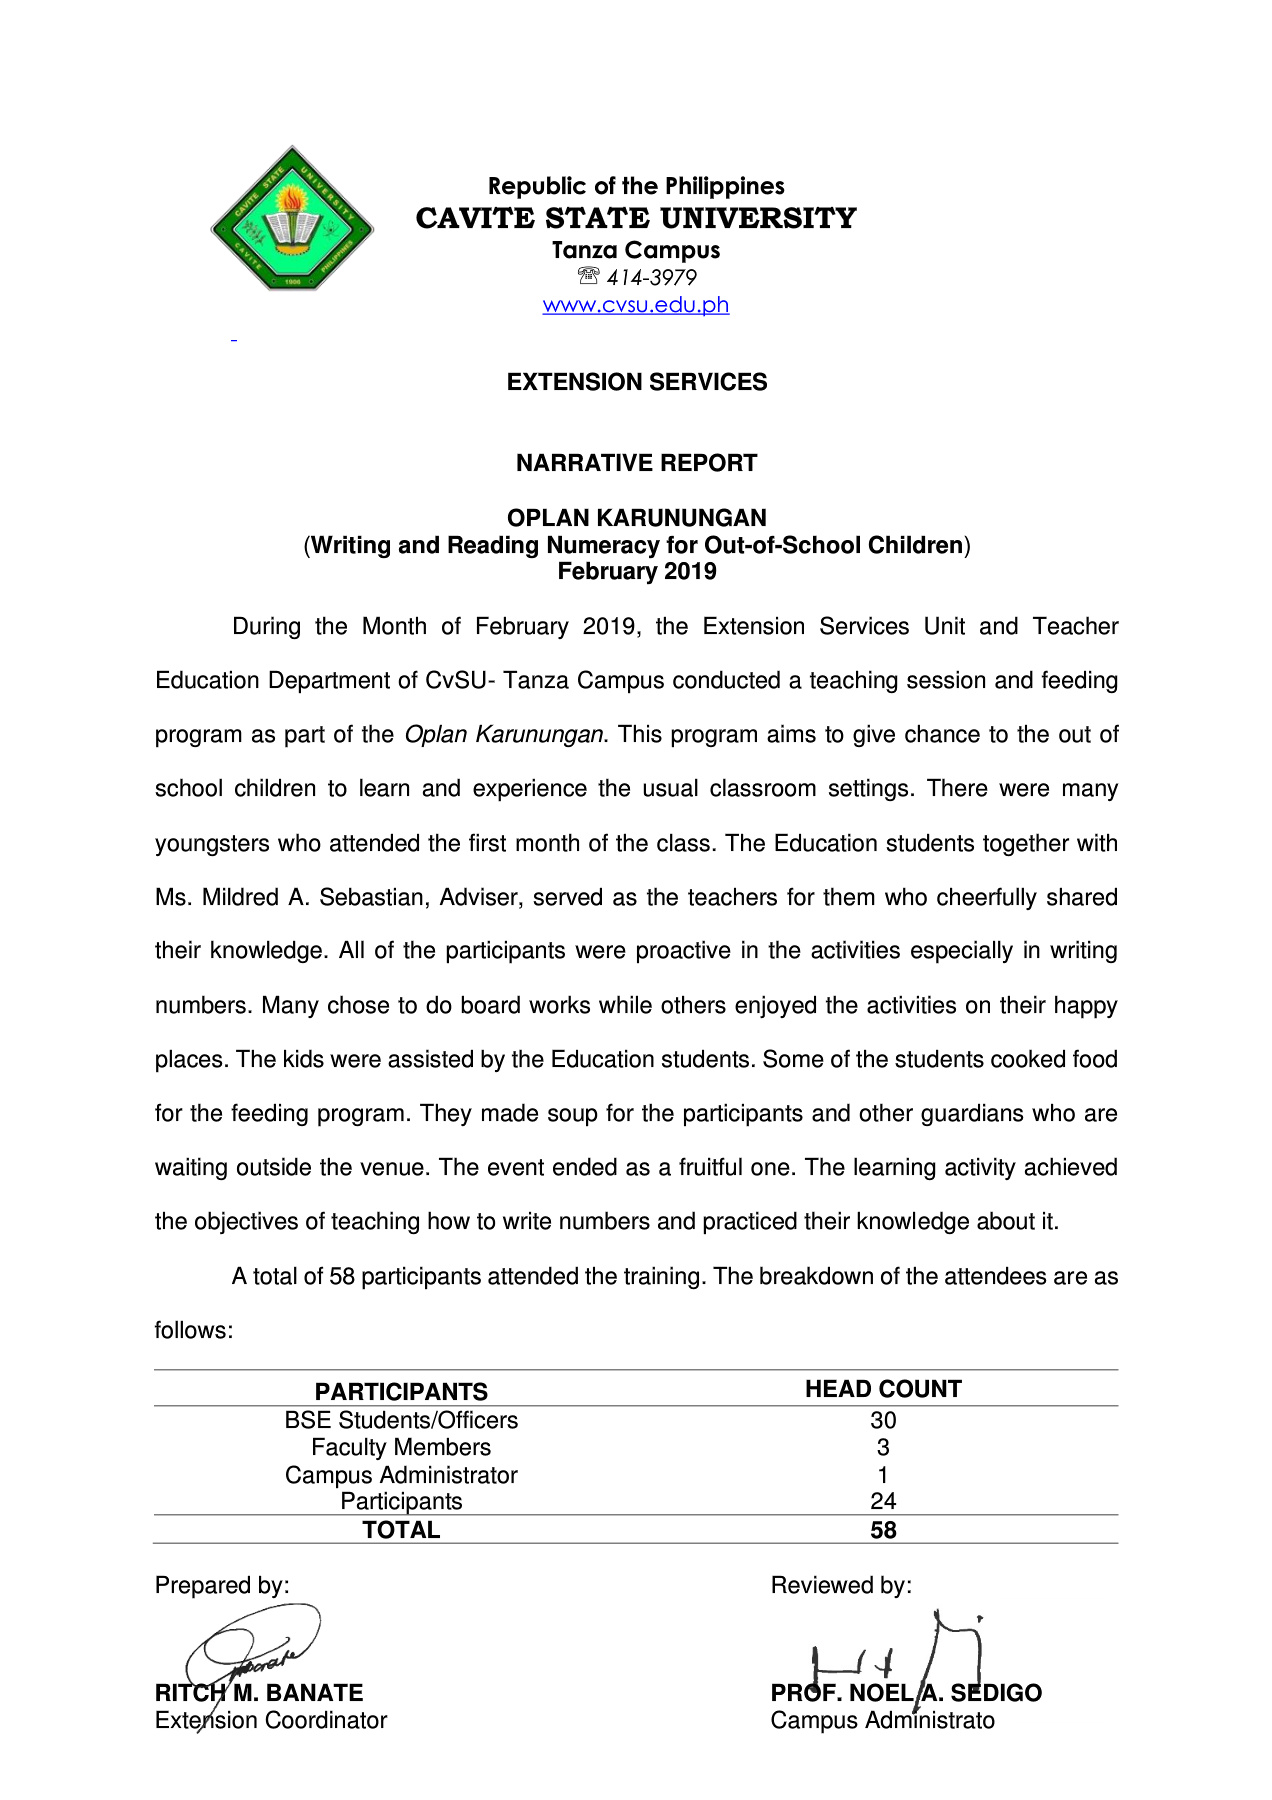 CAVITE STATE UNIVERSITY
CAVITE PHILIPPINES
1906
Republic of the Philippines
CAVITE STATE UNIVERSITY
Tanza Campus
☏ 414-3979
www.cvsu.edu.ph
EXTENSION SERVICES
NARRATIVE REPORT
OPLAN KARUNUNGAN
(Writing and Reading Numeracy for Out-of-School Children)
February 2019
During the Month of February 2019, the Extension Services Unit and Teacher
Education Department of CvSU- Tanza Campus conducted a teaching session and feeding
program as part of the Oplan Karunungan. This program aims to give chance to the out of
school children to learn and experience the usual classroom settings. There were many
youngsters who attended the first month of the class. The Education students together with
Ms. Mildred A. Sebastian, Adviser, served as the teachers for them who cheerfully shared
their knowledge. All of the participants were proactive in the activities especially in writing
numbers. Many chose to do board works while others enjoyed the activities on their happy
places. The kids were assisted by the Education students. Some of the students cooked food
for the feeding program. They made soup for the participants and other guardians who are
waiting outside the venue. The event ended as a fruitful one. The learning activity achieved
the objectives of teaching how to write numbers and practiced their knowledge about it.
A total of 58 participants attended the training. The breakdown of the attendees are as
follows:
PARTICIPANTS HEAD COUNT
BSE Students/Officers 30
Faculty Members 3
Campus Administrator 1
Participants 24
TOTAL 58
Prepared by: Reviewed by:
RITCH M. BANATE PROF. NOEL A. SEDIGO
Extension Coordinator Campus Administrato